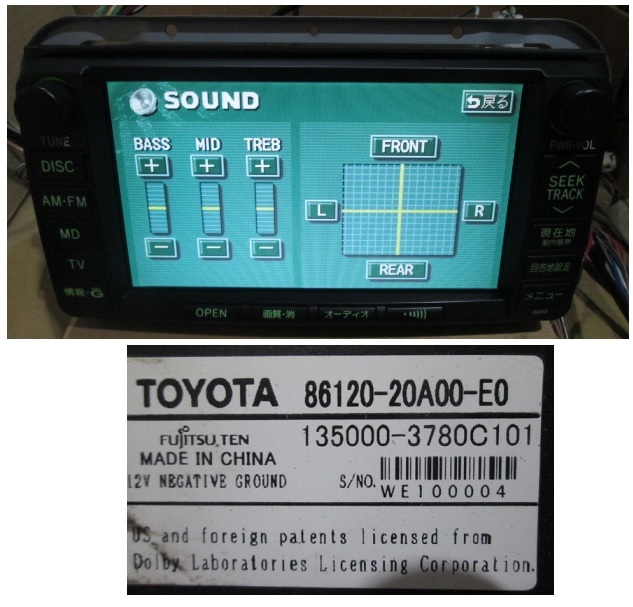 SOUND
戻る
BASS MID TREB
FRONT
L R
REAR
TUNE
DISC
AM·FM
MD
TV
情報·G
PWR·VOL
SEEK
TRACK
現在地
目的地設定
メニュー
OPEN 画質·消 オーディオ
TOYOTA 86120-20A00-E0
FUJITSU TEN 135000-3780C101
MADE IN CHINA
12V NEGATIVE GROUND S/NO.
WE100004
US and foreign patents licensed from
Dolby Laboratories Licensing Corporation.